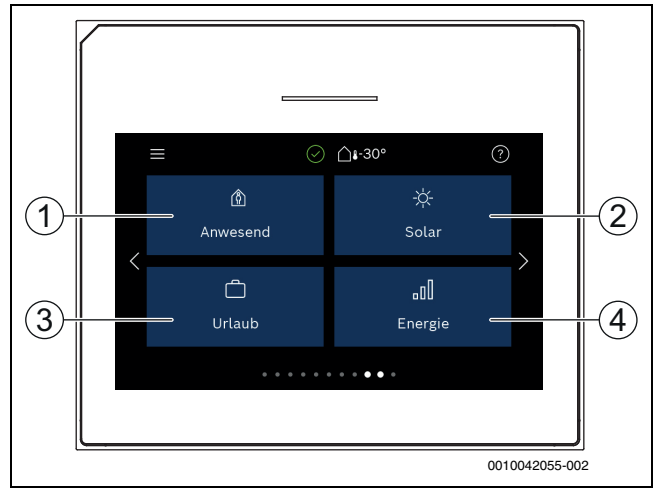 -30°
?
1
Anwesend
Solar
2
3
Urlaub
Energie
4
0010042055-002